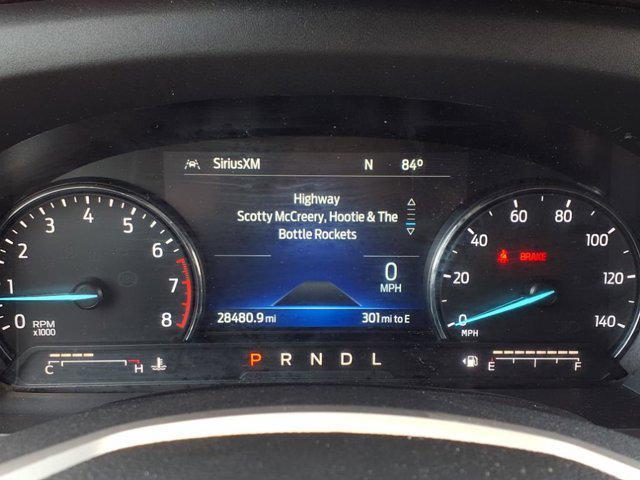 SiriusXM N 84°
Highway
Scotty McCreery, Hootie & The
Bottle Rockets
0
MPH
28480.9 mi 301 mi to E
0 1 2 3 4 5 6 7 8
RPM
x1000
0 20 40 60 80 100 120 140
MPH
BRAKE
C H
P R N D L
E F